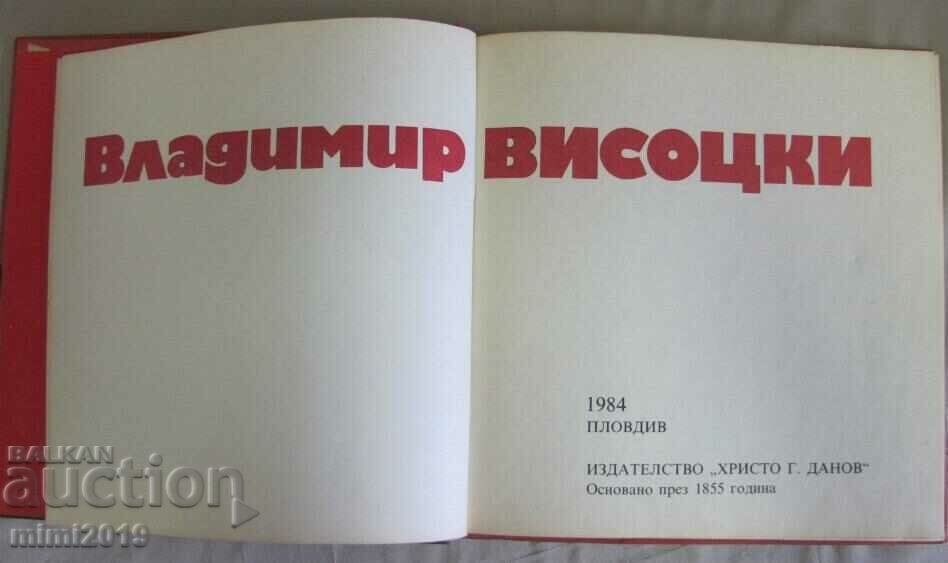 Владимир ВИСОЦКИ
1984
ПЛОВДИВ
ИЗДАТЕЛСТВО „ХРИСТО Г. ДАНОВ“
Основано през 1855 година
BALKAN
auction
mimi2019